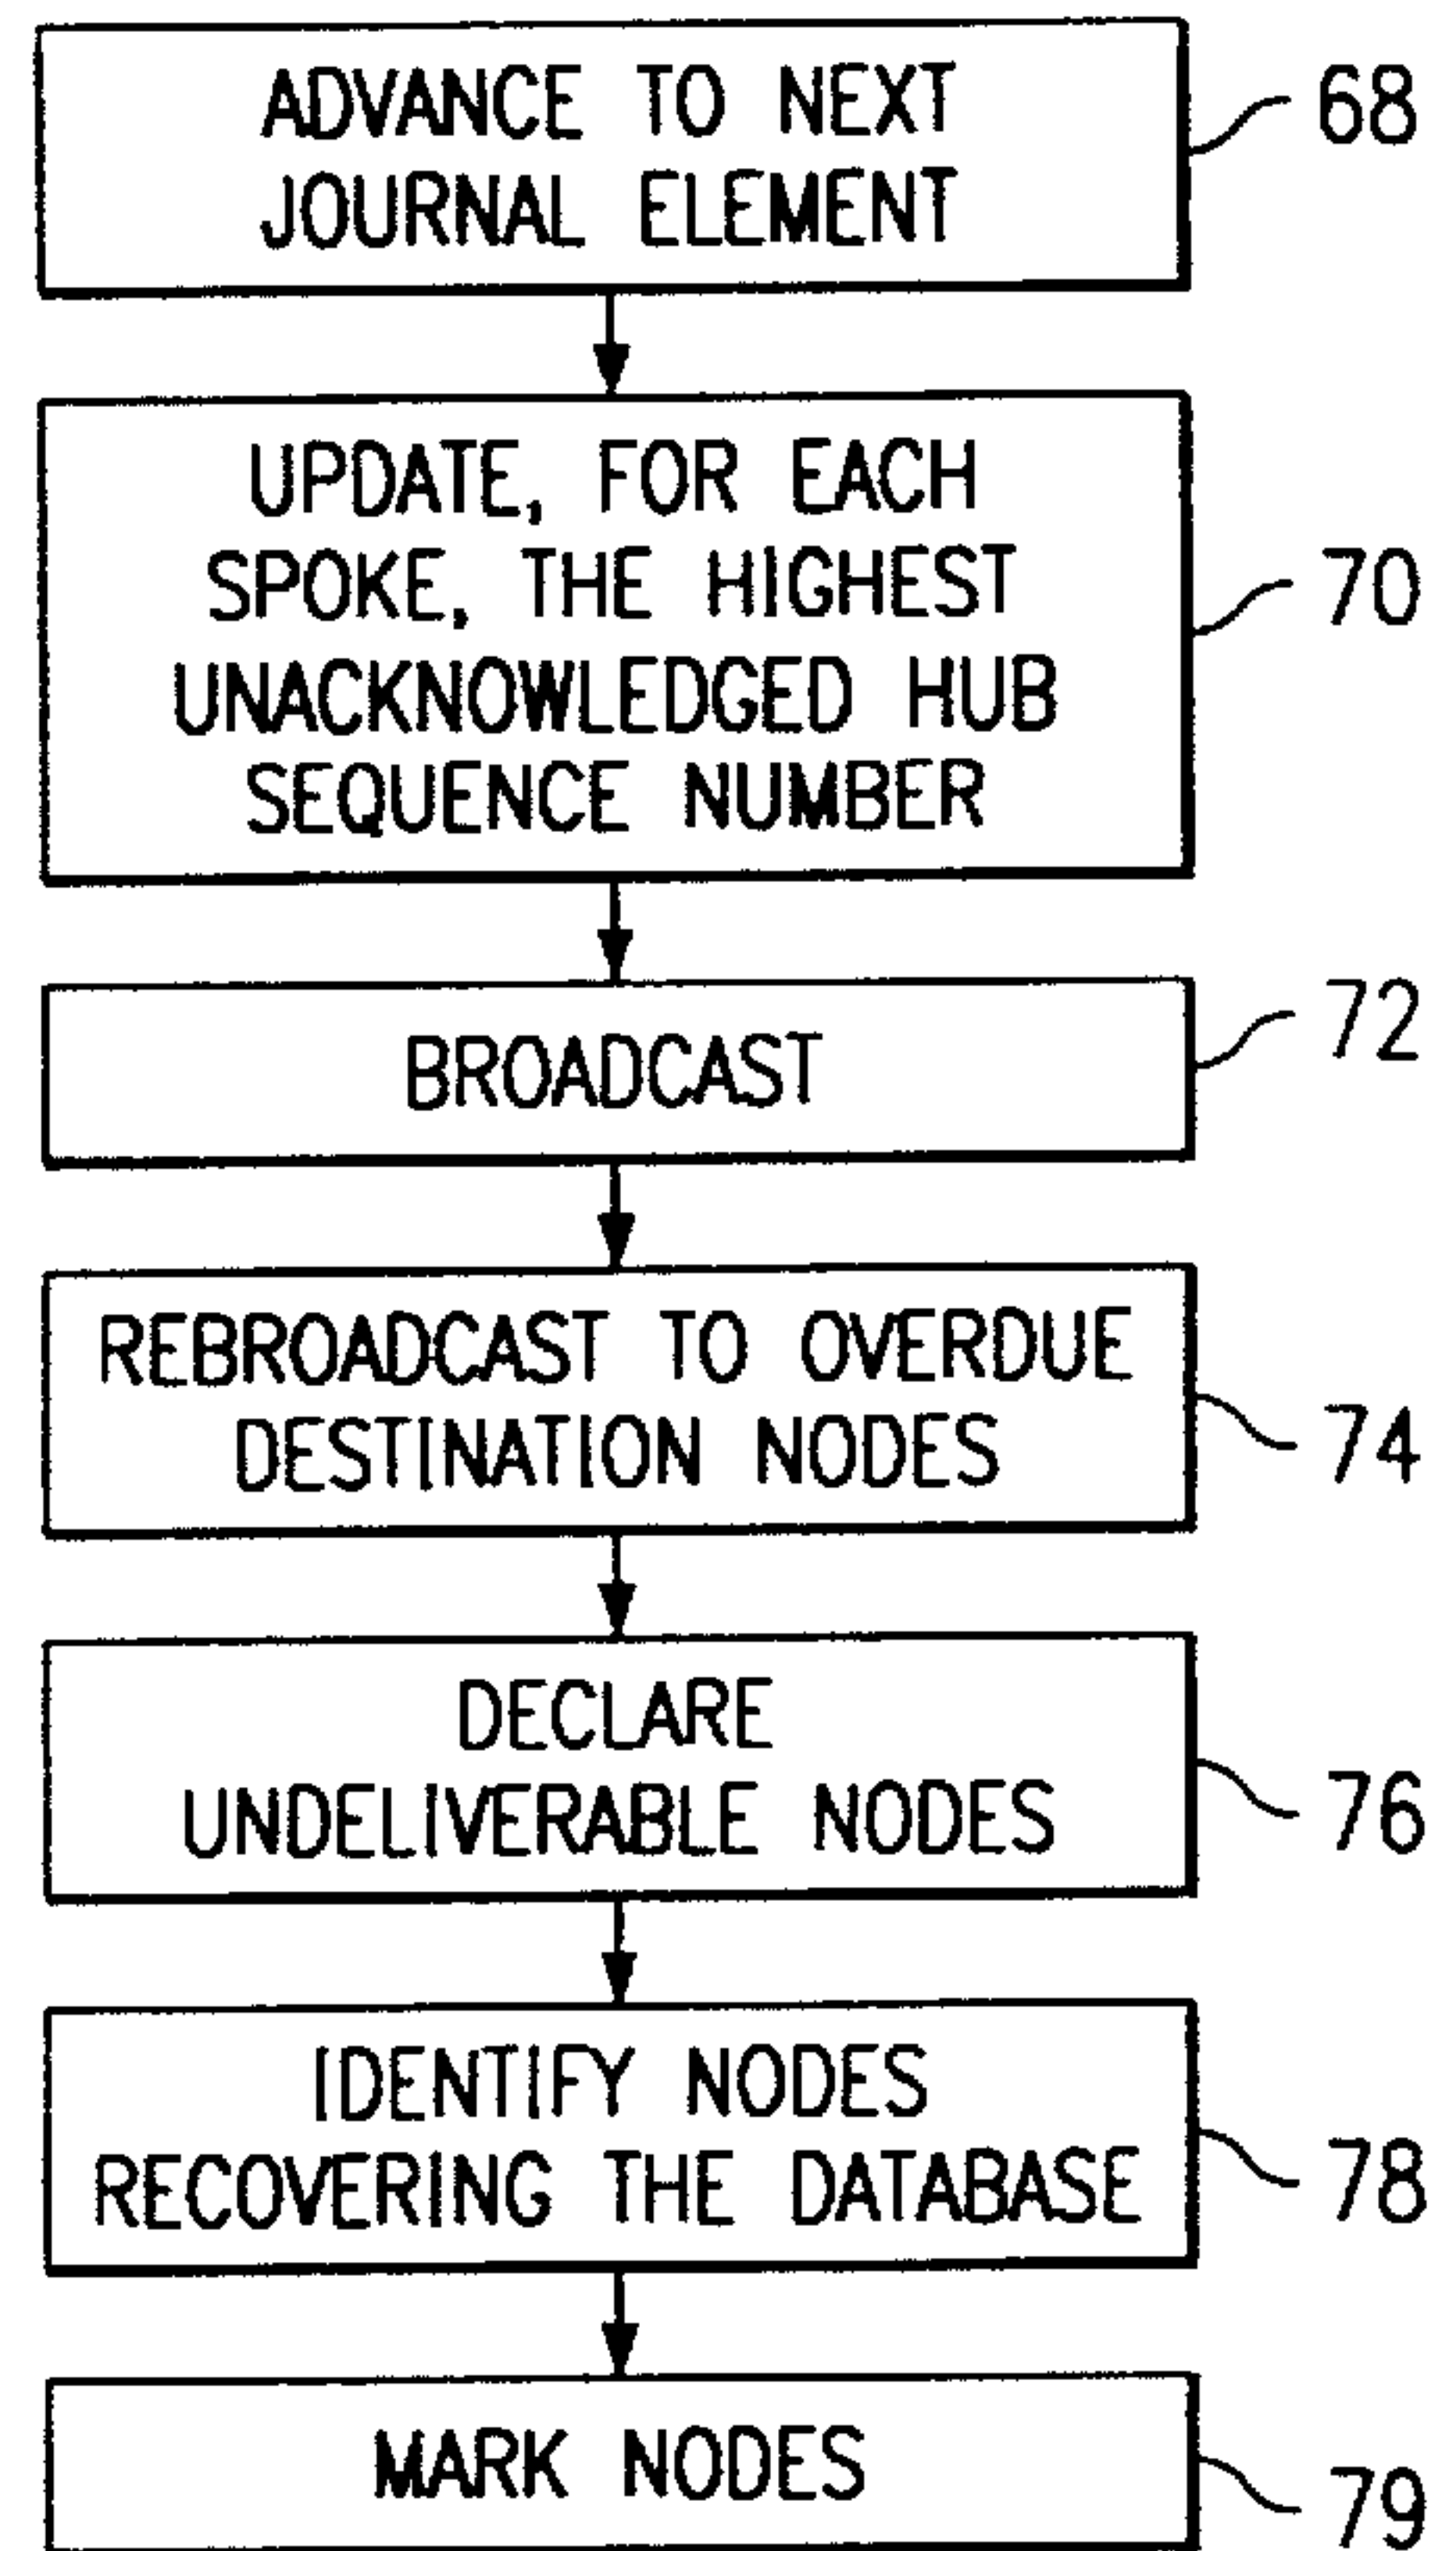 ADVANCE TO NEXT
JOURNAL ELEMENT
68
UPDATE, FOR EACH
SPOKE, THE HIGHEST
UNACKNOWLEDGED HUB
SEQUENCE NUMBER
70
BROADCAST
72
REBROADCAST TO OVERDUE
DESTINATION NODES
74
DECLARE
UNDELIVERABLE NODES
76
IDENTIFY NODES
RECOVERING THE DATABASE
78
MARK NODES
79